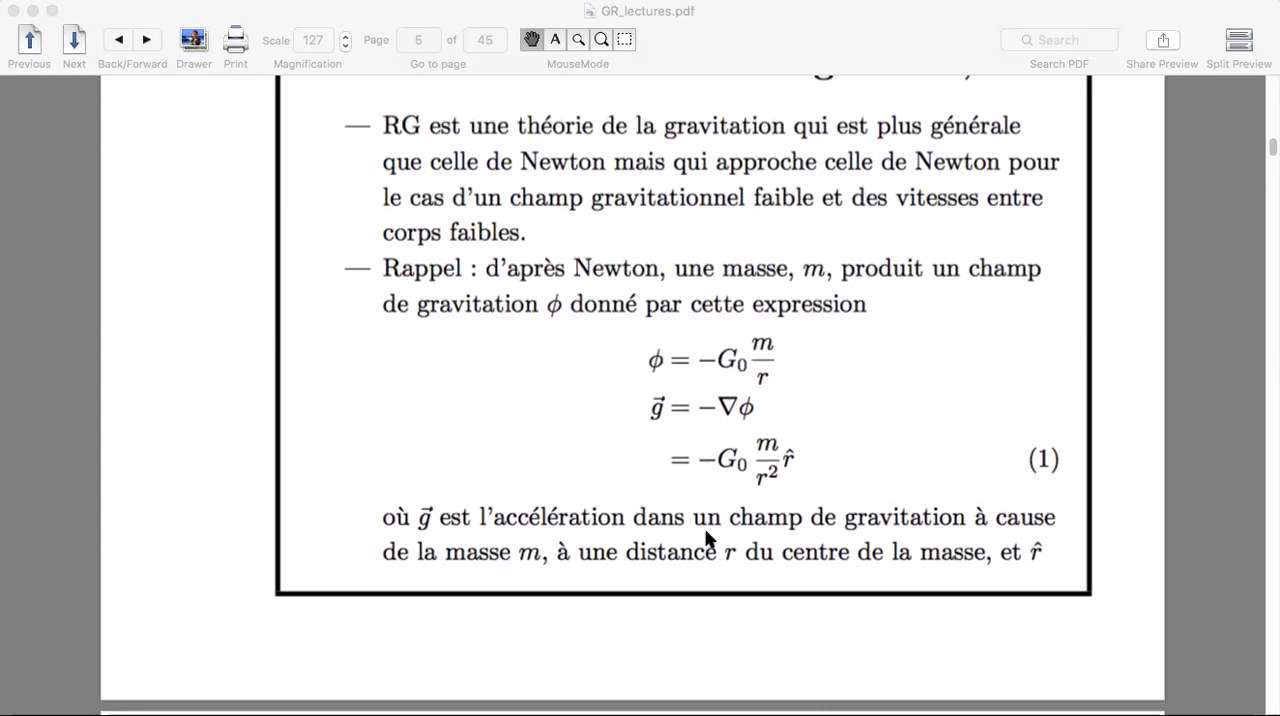 GR_lectures.pdf
Scale 127 Page 5 of 45 A Search
Previous Next Back/Forward Drawer Print Magnification Go to page MouseMode Search PDF Share Preview Split Preview
— RG est une théorie de la gravitation qui est plus générale
que celle de Newton mais qui approche celle de Newton pour
le cas d'un champ gravitationnel faible et des vitesses entre
corps faibles.
— Rappel : d'après Newton, une masse, m, produit un champ
de gravitation ϕ donné par cette expression
ϕ = −G₀ m/r
g⃗ = −∇ϕ
= −G₀ m/r² r̂ (1)
où g⃗ est l'accélération dans un champ de gravitation à cause
de la masse m, à une distance r du centre de la masse, et r̂